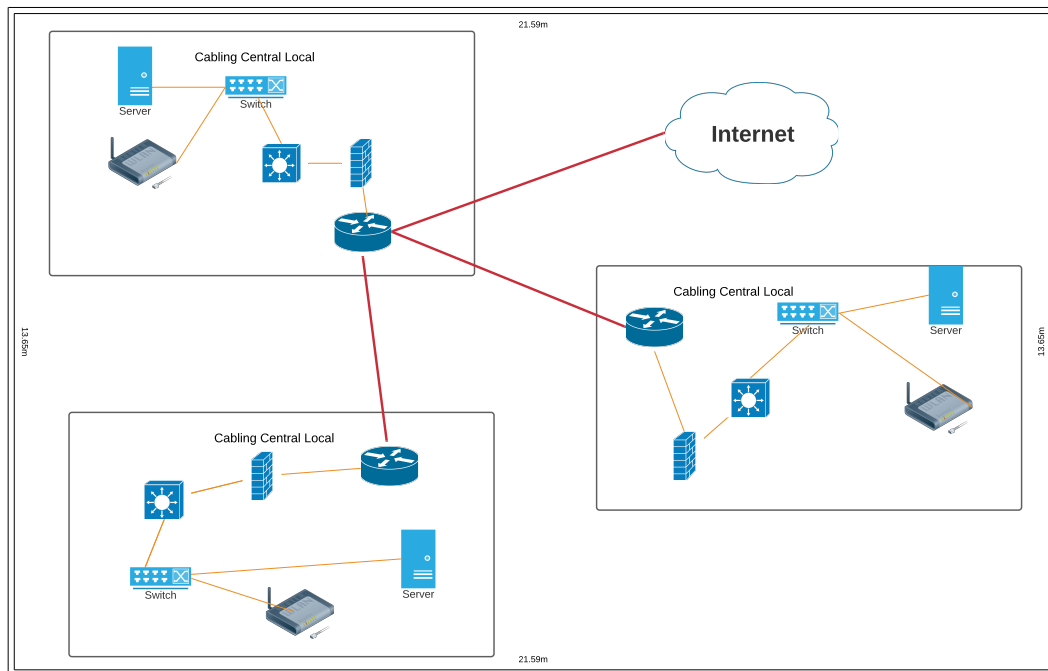 21.59m
Cabling Central Local
Server
Switch
Internet
13.65m
Cabling Central Local
Switch
Server
13.65m
Cabling Central Local
Switch
Server
21.59m